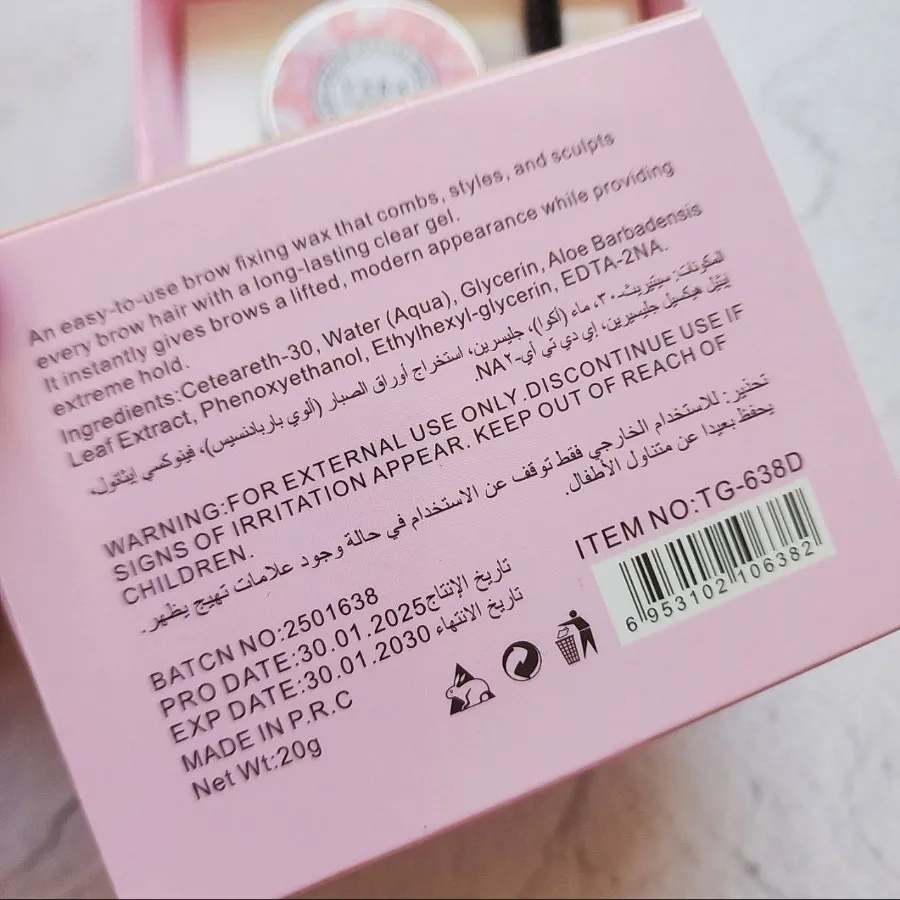 An easy-to-use brow fixing wax that combs, styles, and sculpts
every brow hair with a long-lasting clear gel.
It instantly gives brows a lifted, modern appearance while providing
extreme hold.
Ingredients:Ceteareth-30, Water (Aqua), Glycerin, Aloe Barbadensis
Leaf Extract, Phenoxyethanol, Ethylhexyl-glycerin, EDTA-2NA.
المكونات: سيتيريث-٣٠، ماء (أكوا)، جليسرين، استخراج أوراق الصبار (ألوي باربادنسيس)، فينوكسي إيثانول،
إيثيل هيكسيل جليسيرين، إي دي تي أي-NA٢.
WARNING:FOR EXTERNAL USE ONLY.DISCONTINUE USE IF
SIGNS OF IRRITATION APPEAR. KEEP OUT OF REACH OF
CHILDREN.
تحذير: للاستخدام الخارجي فقط توقف عن الاستخدام في حالة وجود علامات تهيج يظهر.
يحفظ بعيدا عن متناول الأطفال.
ITEM NO:TG-638D
6 953102 106382
BATCN NO:2501638
PRO DATE:30.01.2025 تاريخ الإنتاج
EXP DATE:30.01.2030 تاريخ الانتهاء
MADE IN P.R.C
Net Wt:20g